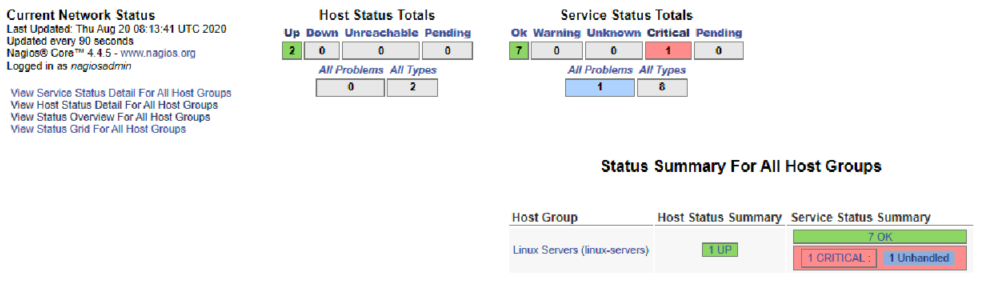 Current Network Status
Last Updated: Thu Aug 20 08:13:41 UTC 2020
Updated every 90 seconds
Nagios® Core™ 4.4.5 - www.nagios.org
Logged in as nagiosadmin
View Service Status Detail For All Host Groups
View Host Status Detail For All Host Groups
View Status Overview For All Host Groups
View Status Grid For All Host Groups
Host Status Totals
Up Down Unreachable Pending
2 0 0 0
All Problems All Types
0 2
Service Status Totals
Ok Warning Unknown Critical Pending
7 0 0 1 0
All Problems All Types
1 8
Status Summary For All Host Groups
Host Group Host Status Summary Service Status Summary
Linux Servers (linux-servers) 1 UP 7 OK
1 CRITICAL : 1 Unhandled